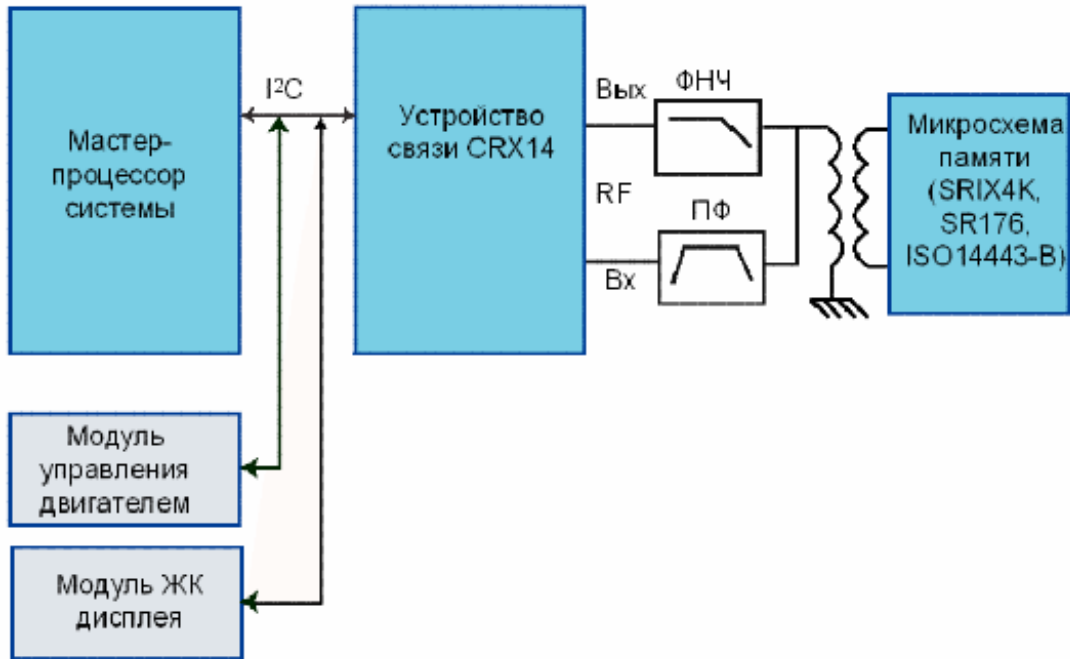 Мастер-
процессор
системы
I²C
Устройство
связи CRX14
Вых
ФНЧ
RF
ПФ
Вх
Микросхема
памяти
(SRIX4K,
SR176,
ISO14443-B)
Модуль
управления
двигателем
Модуль ЖК
дисплея